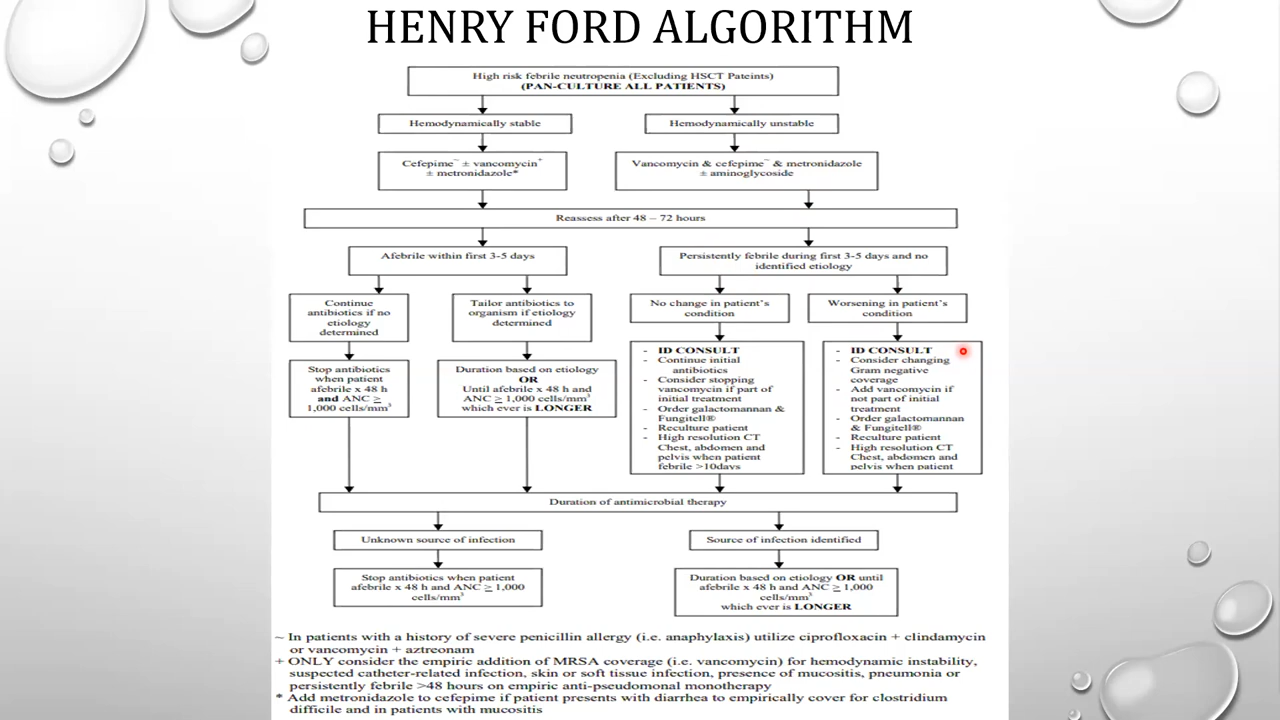 HENRY FORD ALGORITHM
High risk febrile neutropenia (Excluding HSCT Pateints)
(PAN-CULTURE ALL PATIENTS)
Hemodynamically stable
Hemodynamically unstable
Cefepime~ ± vancomycin+
± metronidazole*
Vancomycin & cefepime~ & metronidazole
± aminoglycoside
Reassess after 48 – 72 hours
Afebrile within first 3-5 days
Persistently febrile during first 3-5 days and no
identified etiology
Continue
antibiotics if no
etiology
determined
Tailor antibiotics to
organism if etiology
determined
No change in patient's
condition
Worsening in patient's
condition
Stop antibiotics
when patient
afebrile x 48 h
and ANC ≥
1,000 cells/mm³
Duration based on etiology
OR
Until afebrile x 48 h and
ANC ≥ 1,000 cells/mm³
which ever is LONGER
- ID CONSULT
- Continue initial
antibiotics
- Consider stopping
vancomycin if part of
initial treatment
- Order galactomannan &
Fungitell®
- Reculture patient
- High resolution CT
Chest, abdomen and
pelvis when patient
febrile >10days
- ID CONSULT
- Consider changing
Gram negative
coverage
- Add vancomycin if
not part of initial
treatment
- Order galactomannan
& Fungitell®
- Reculture patient
- High resolution CT
Chest, abdomen and
pelvis when patient
Duration of antimicrobial therapy
Unknown source of infection
Source of infection identified
Stop antibiotics when patient
afebrile x 48 h and ANC ≥ 1,000
cells/mm³
Duration based on etiology OR until
afebrile x 48 h and ANC ≥ 1,000
cells/mm³
which ever is LONGER
~ In patients with a history of severe penicillin allergy (i.e. anaphylaxis) utilize ciprofloxacin + clindamycin
or vancomycin + aztreonam
+ ONLY consider the empiric addition of MRSA coverage (i.e. vancomycin) for hemodynamic instability,
suspected catheter-related infection, skin or soft tissue infection, presence of mucositis, pneumonia or
persistently febrile >48 hours on empiric anti-pseudomonal monotherapy
* Add metronidazole to cefepime if patient presents with diarrhea to empirically cover for clostridium
difficile and in patients with mucositis